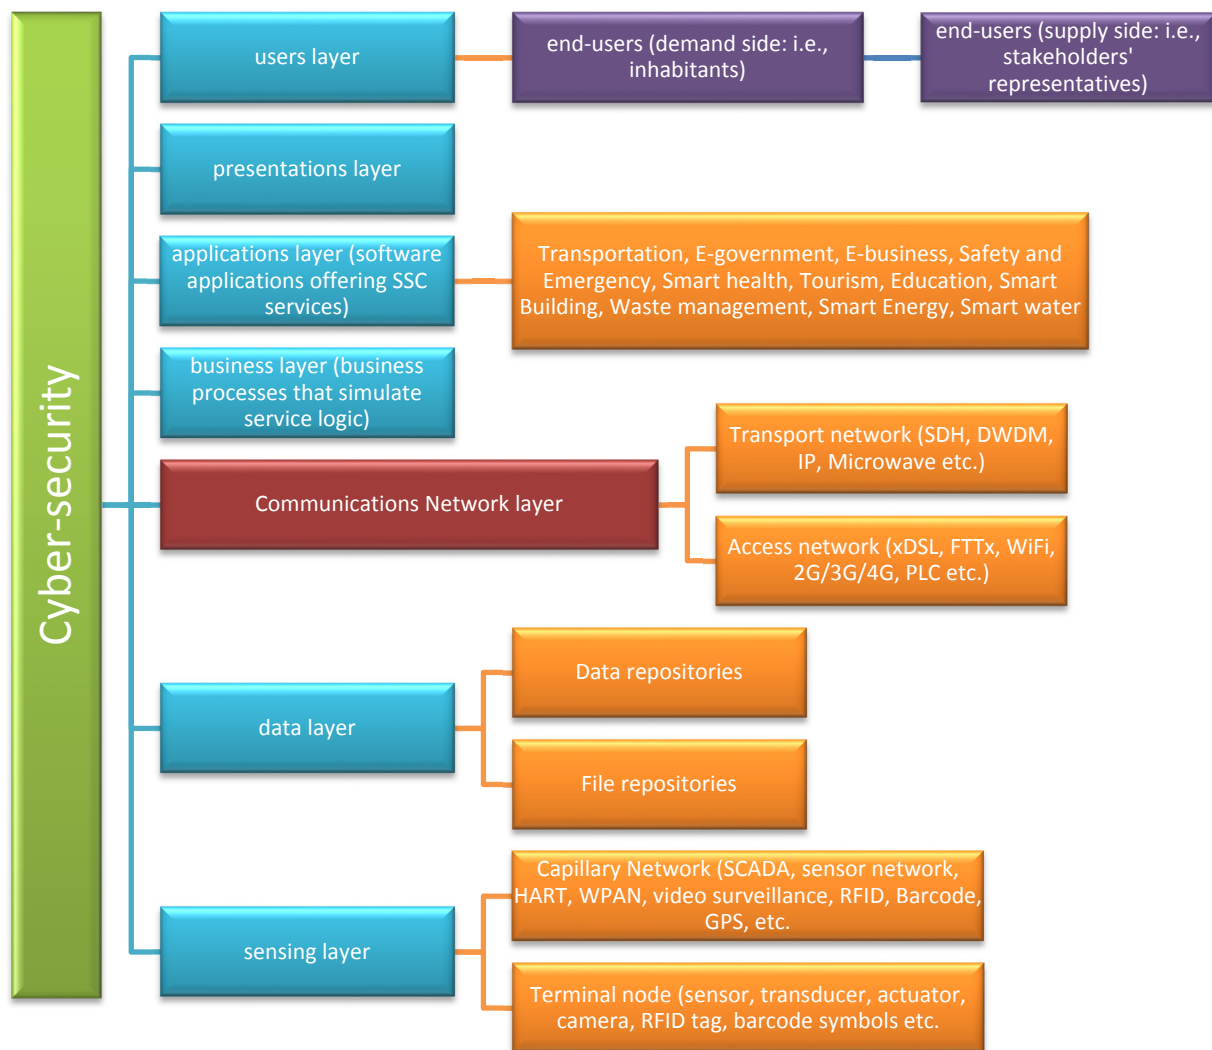 Cyber-security
users layer
end-users (demand side: i.e.,
inhabitants)
end-users (supply side: i.e.,
stakeholders'
representatives)
presentations layer
applications layer (software
applications offering SSC
services)
Transportation, E-government, E-business, Safety and
Emergency, Smart health, Tourism, Education, Smart
Building, Waste management, Smart Energy, Smart water
business layer (business
processes that simulate
service logic)
Communications Network layer
Transport network (SDH, DWDM,
IP, Microwave etc.)
Access network (xDSL, FTTx, WiFi,
2G/3G/4G, PLC etc.)
data layer
Data repositories
File repositories
sensing layer
Capillary Network (SCADA, sensor network,
HART, WPAN, video surveillance, RFID, Barcode,
GPS, etc.
Terminal node (sensor, transducer, actuator,
camera, RFID tag, barcode symbols etc.